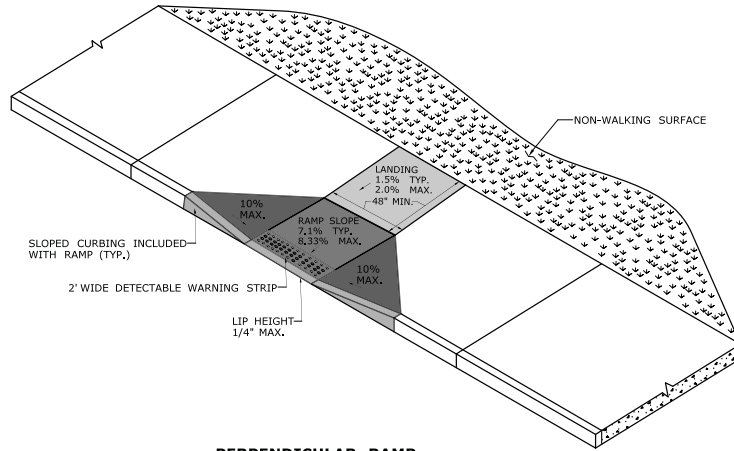 NON-WALKING SURFACE
LANDING
1.5% TYP.
2.0% MAX.
48" MIN.
10%
MAX.
RAMP SLOPE
7.1% TYP.
8.33% MAX.
10%
MAX.
SLOPED CURBING INCLUDED
WITH RAMP (TYP.)
2' WIDE DETECTABLE WARNING STRIP
LIP HEIGHT
1/4" MAX.
PERPENDICULAR RAMP